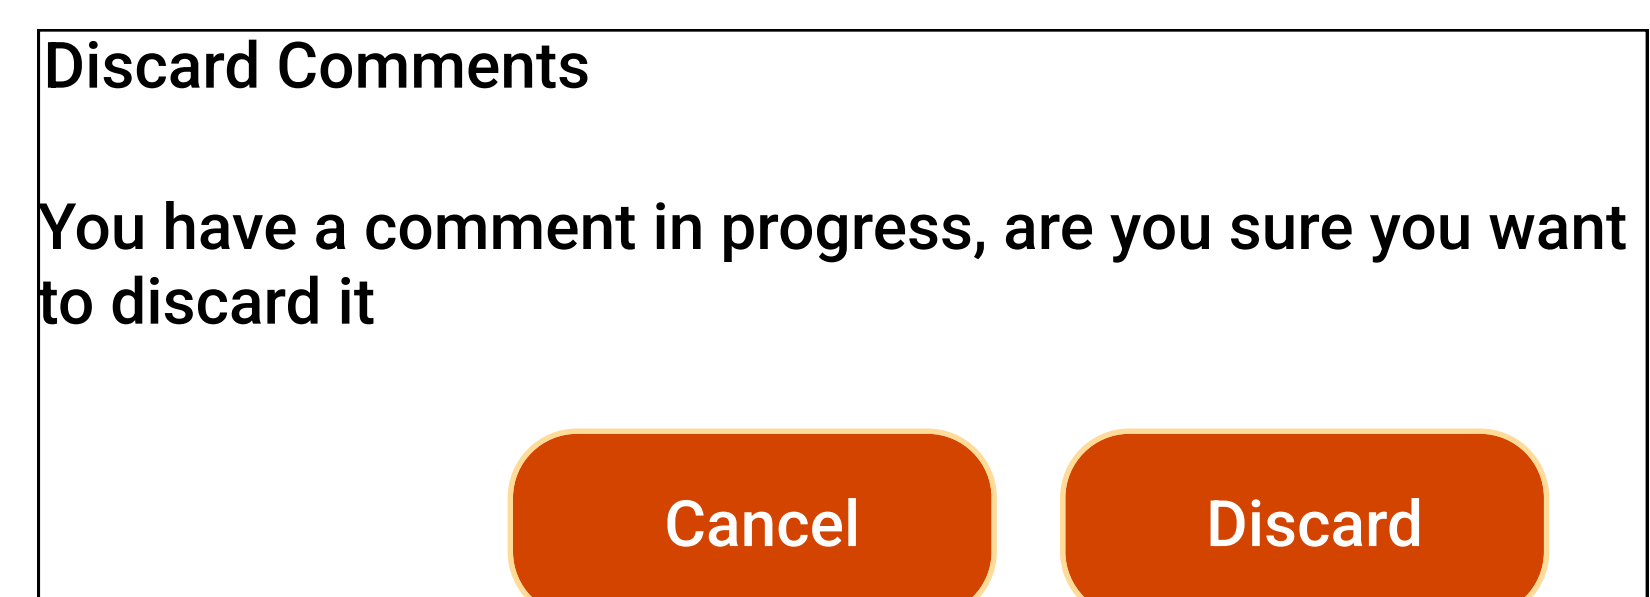 Discard Comments
You have a comment in progress, are you sure you want
to discard it
Cancel
Discard